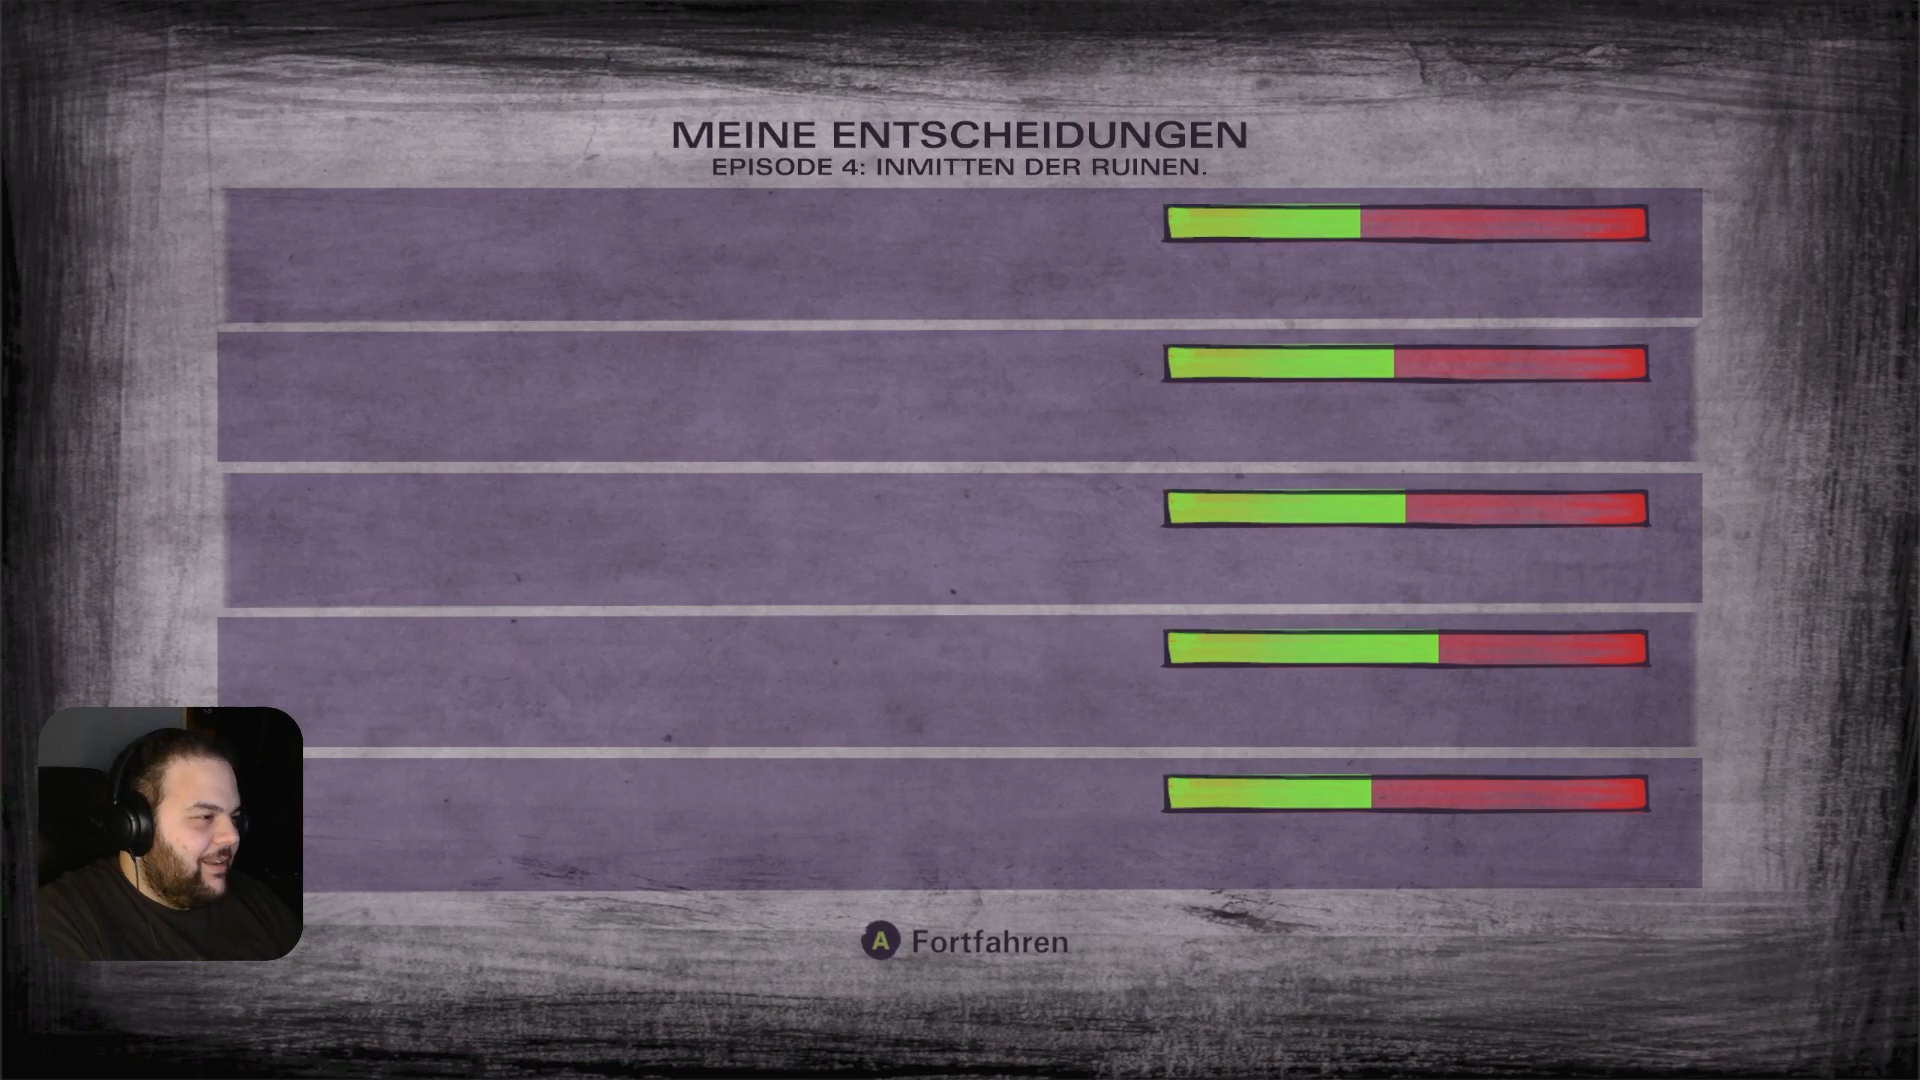 MEINE ENTSCHEIDUNGEN
EPISODE 4: INMITTEN DER RUINEN.
A Fortfahren